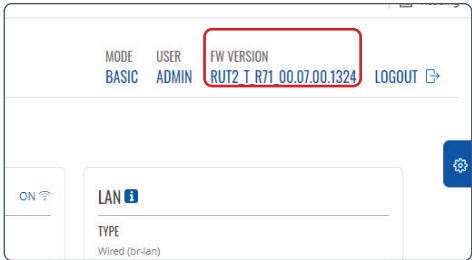 MODE USER FW VERSION
BASIC ADMIN RUT2_T_R71_00.07.00.1324 LOGOUT
ON LAN
TYPE
Wired (br-lan)